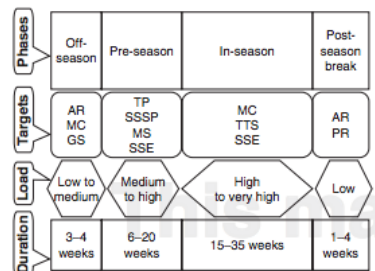 Phases
Off-
season
Pre-season
In-season
Post-
season
break
Targets
AR
MC
GS
TP
SSSP
MS
SSE
MC
TTS
SSE
AR
PR
Load
Low to
medium
Medium
to high
High
to very high
Low
This ma
Duration
3–4
weeks
6–20
weeks
15–35 weeks
1–4
weeks